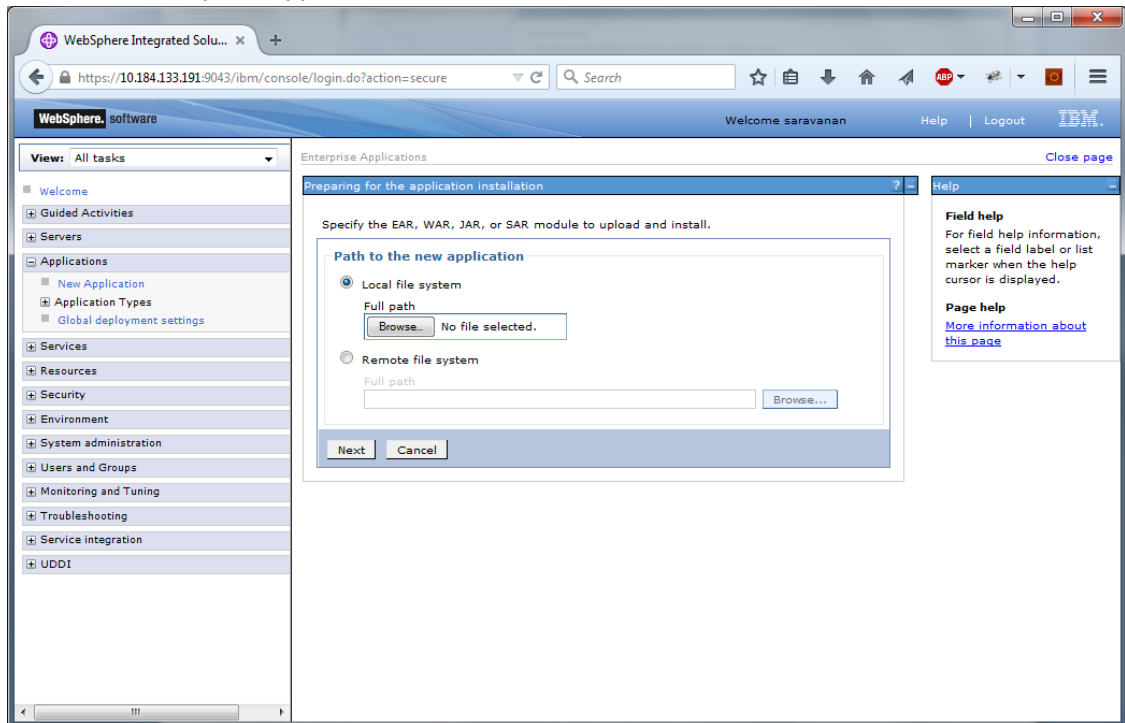 WebSphere Integrated Solu...
https://10.184.133.191:9043/ibm/console/login.do?action=secure
Search
ABP
WebSphere. software
Welcome saravanan
Help | Logout
IBM.
View: All tasks
Welcome
Guided Activities
Servers
Applications
New Application
Application Types
Global deployment settings
Services
Resources
Security
Environment
System administration
Users and Groups
Monitoring and Tuning
Troubleshooting
Service integration
UDDI
Enterprise Applications
Close page
Preparing for the application installation
? -
Specify the EAR, WAR, JAR, or SAR module to upload and install.
Path to the new application
Local file system
Full path
Browse... No file selected.
Remote file system
Full path
Browse...
Next Cancel
Help
-
Field help
For field help information,
select a field label or list
marker when the help
cursor is displayed.
Page help
More information about
this page